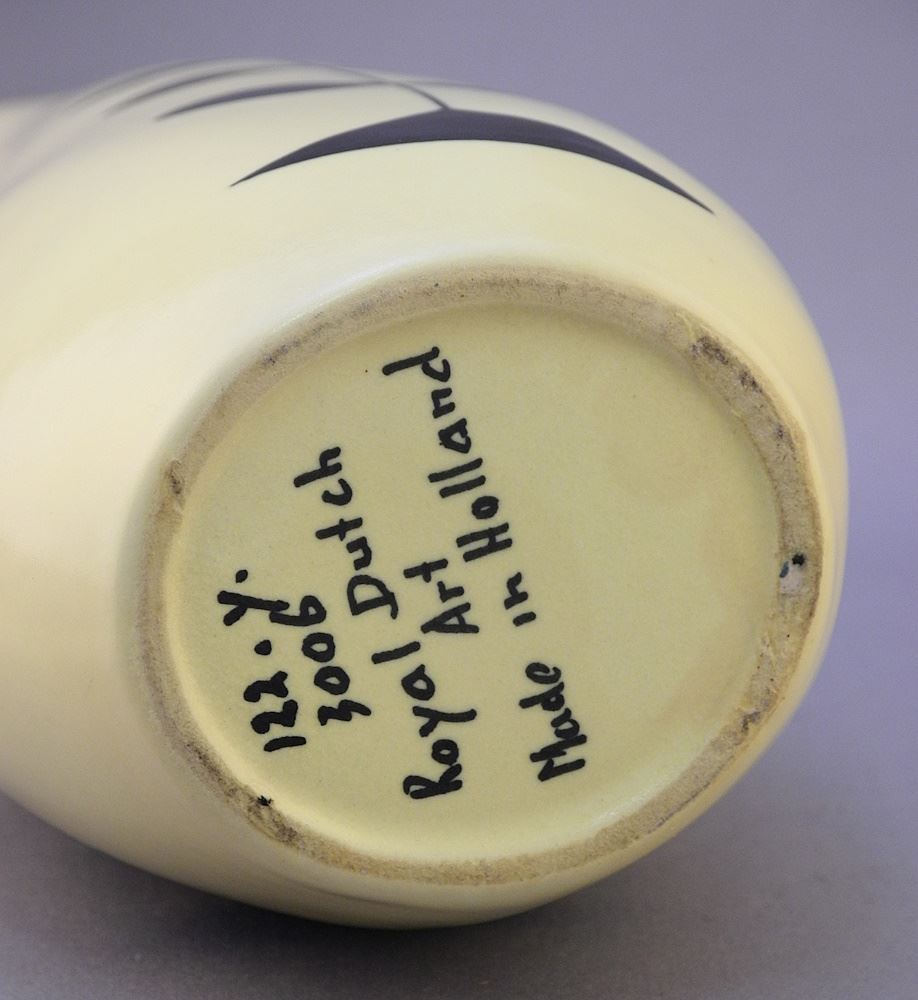 122.y.
3006
Royal Dutch
Art
Made in Holland